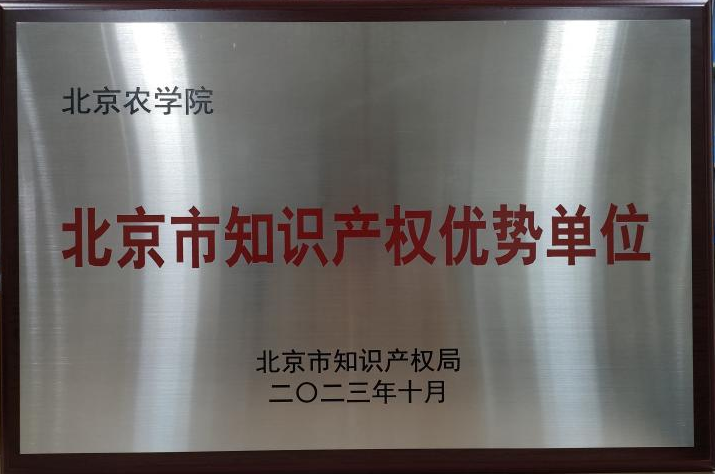 北京农学院
北京市知识产权优势单位
北京市知识产权局
二〇二三年十月